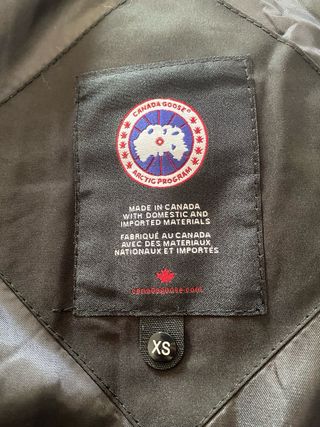 CANADA GOOSE®
ARCTIC PROGRAM
MADE IN CANADA
WITH DOMESTIC AND
IMPORTED MATERIALS
FABRIQUÉ AU CANADA
AVEC DES MATERIAUX
NATIONAUX ET IMPORTÉS
canadagoose.com
XS